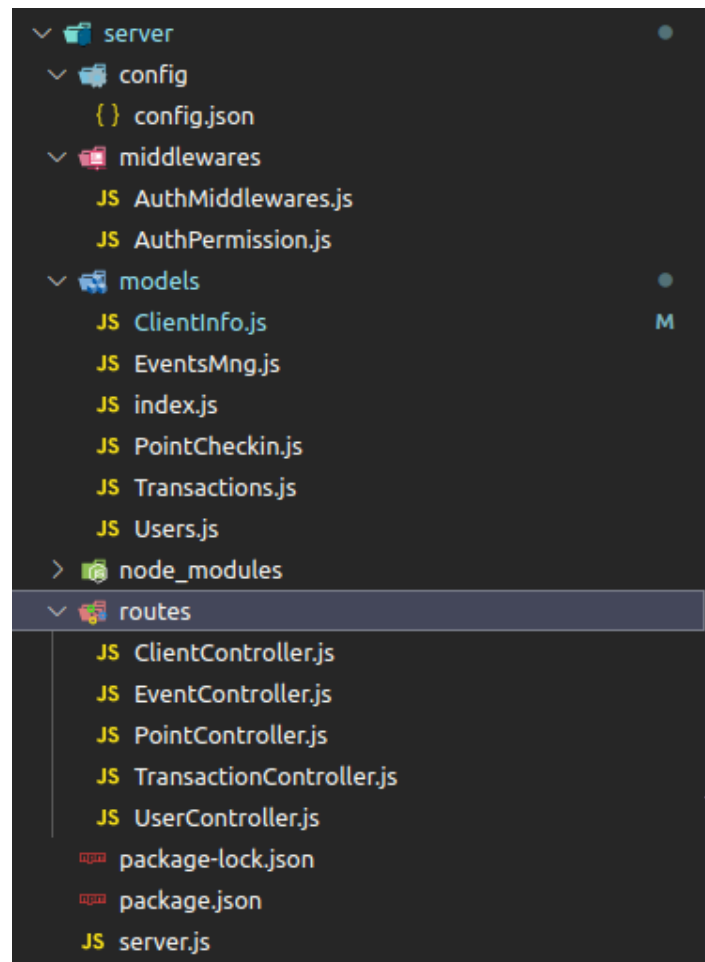 server
config
{ } config.json
middlewares
JS AuthMiddlewares.js
JS AuthPermission.js
models
JS ClientInfo.js M
JS EventsMng.js
JS index.js
JS PointCheckin.js
JS Transactions.js
JS Users.js
node_modules
routes
JS ClientController.js
JS EventController.js
JS PointController.js
JS TransactionController.js
JS UserController.js
npm package-lock.json
npm package.json
JS server.js